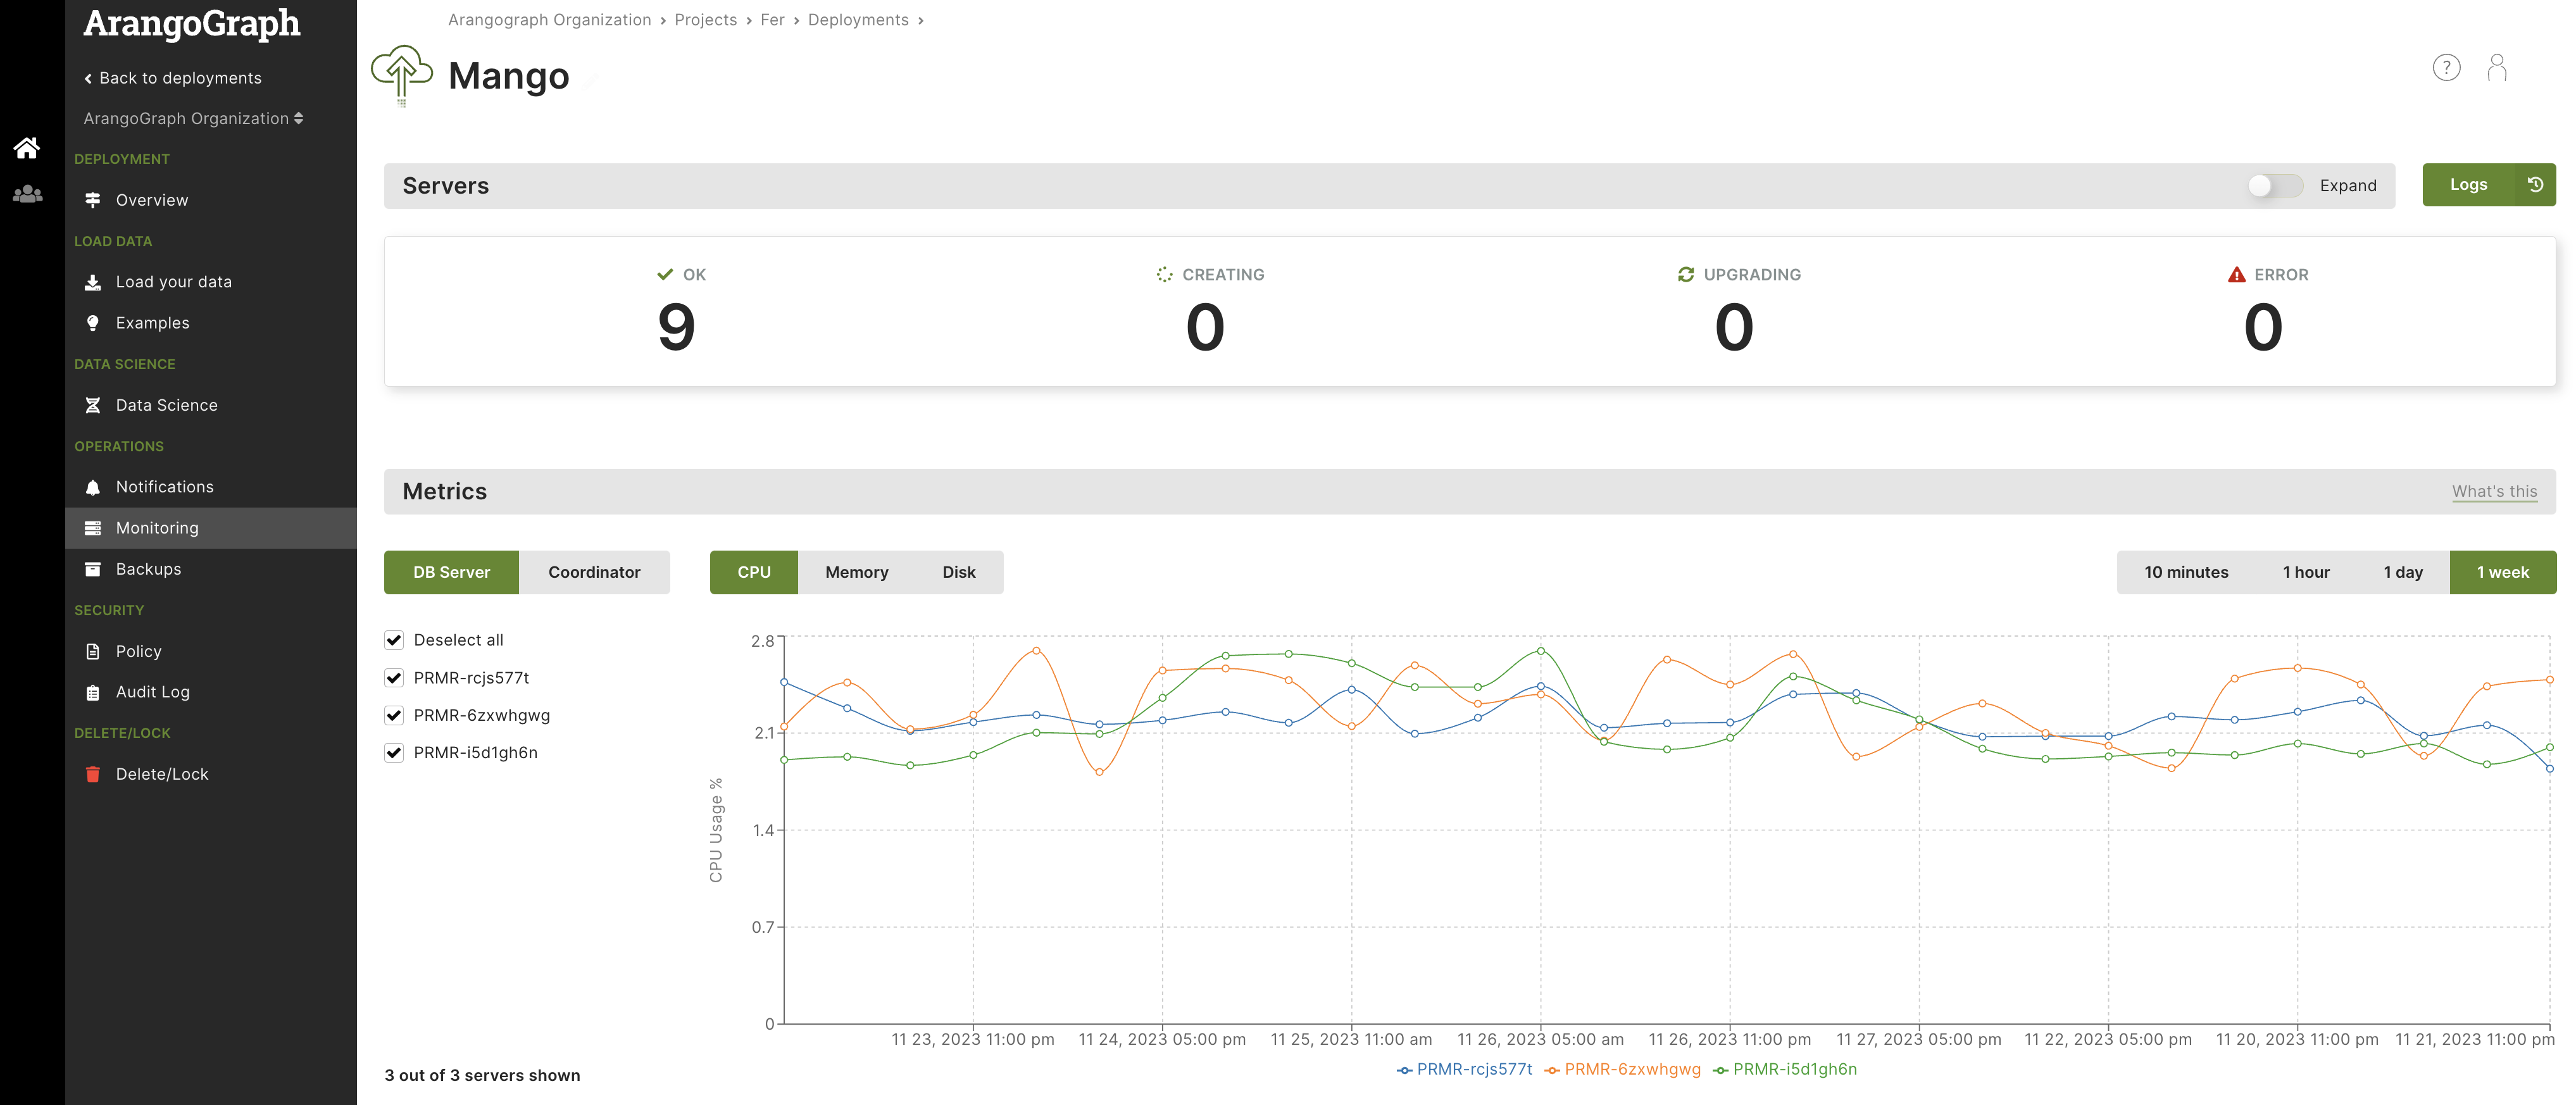 ArangoGraph
Back to deployments
ArangoGraph Organization
DEPLOYMENT
Overview
LOAD DATA
Load your data
Examples
DATA SCIENCE
Data Science
OPERATIONS
Notifications
Monitoring
Backups
SECURITY
Policy
Audit Log
DELETE/LOCK
Delete/Lock
Arangograph Organization › Projects › Fer › Deployments ›
Mango
?
Servers
Expand
Logs
OK
CREATING
UPGRADING
ERROR
9
0
0
0
Metrics
What's this
DB Server Coordinator
CPU Memory Disk
10 minutes 1 hour 1 day 1 week
Deselect all
PRMR-rcjs577t
PRMR-6zxwhgwg
PRMR-i5d1gh6n
3 out of 3 servers shown
CPU Usage %
2.8
2.1
1.4
0.7
0
11 23, 2023 11:00 pm
11 24, 2023 05:00 pm
11 25, 2023 11:00 am
11 26, 2023 05:00 am
11 26, 2023 11:00 pm
11 27, 2023 05:00 pm
11 22, 2023 05:00 pm
11 20, 2023 11:00 pm
11 21, 2023 11:00 pm
PRMR-rcjs577t PRMR-6zxwhgwg PRMR-i5d1gh6n